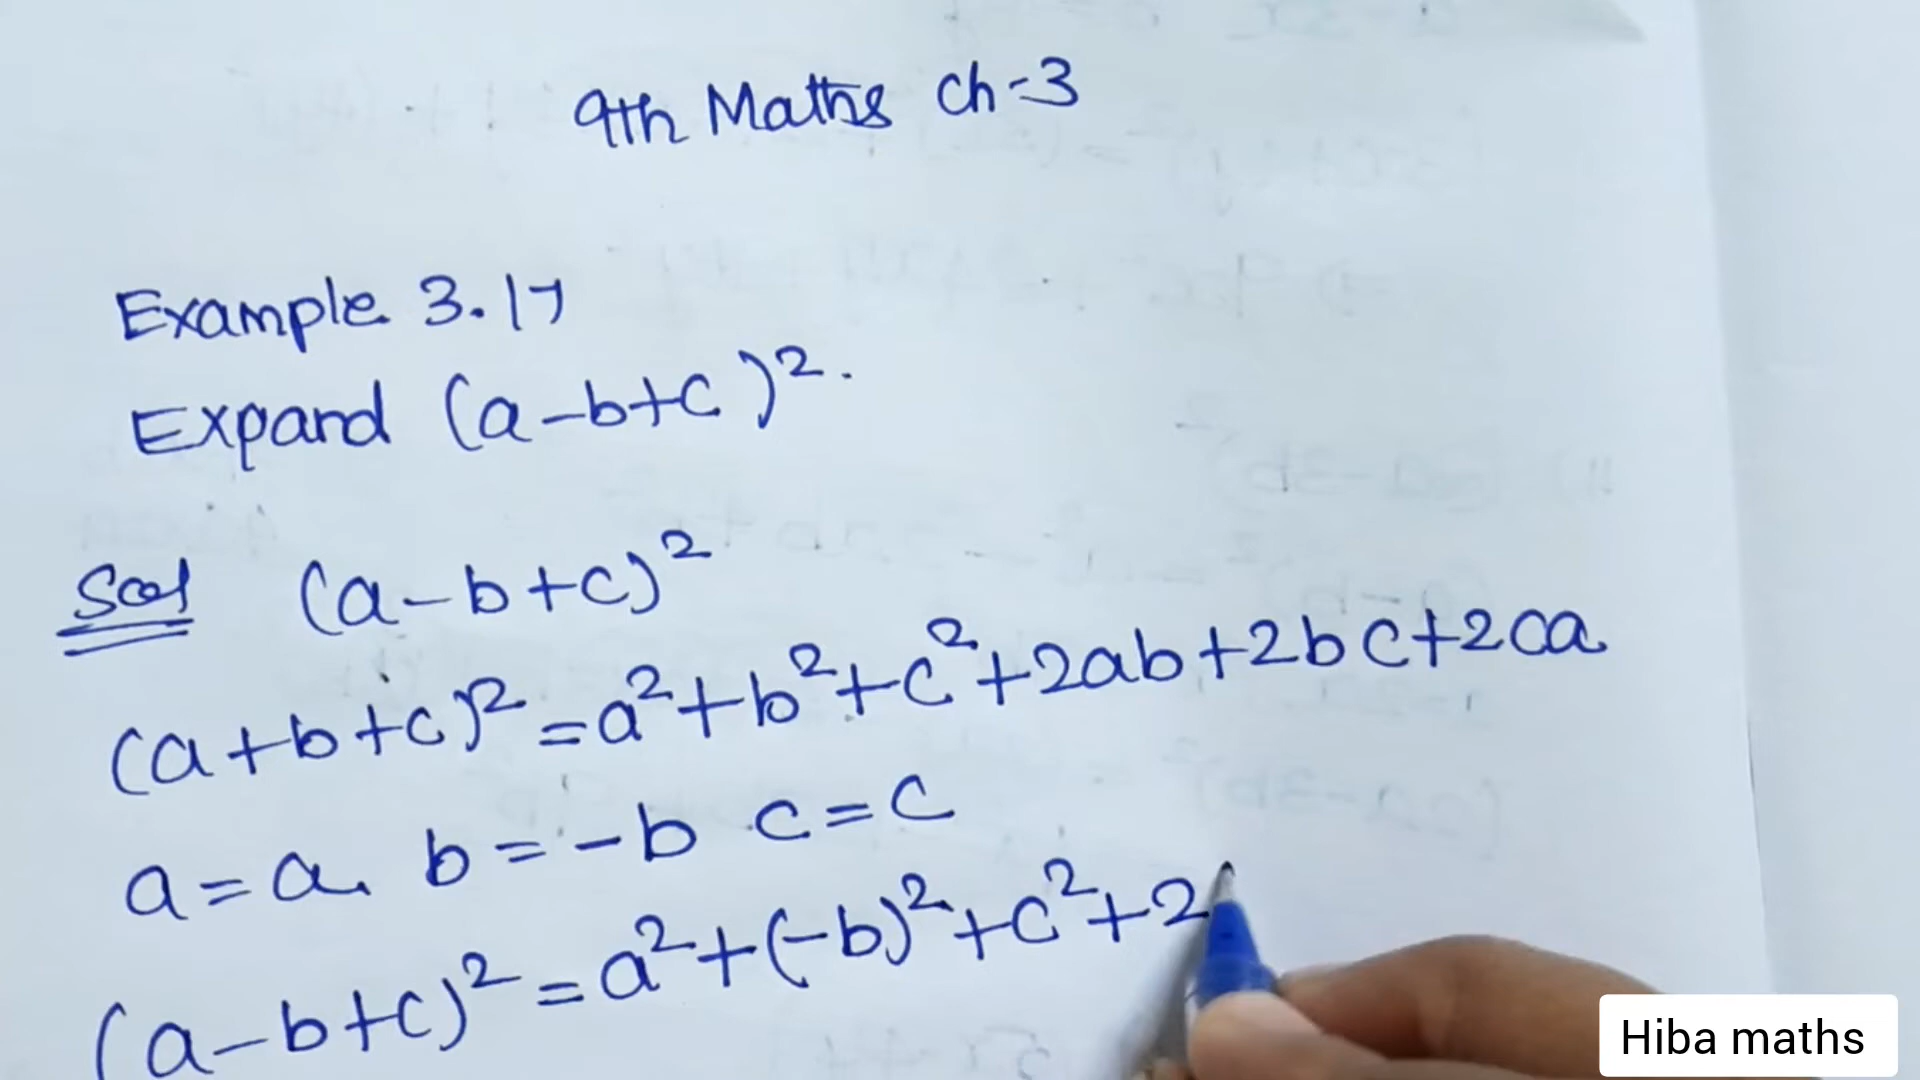 9th Maths Ch-3
Example 3.17
Expand (a-b+c)².
Sol (a-b+c)²
(a+b+c)²=a²+b²+c²+2ab+2bc+2ca
a=a b=-b c=c
(a-b+c)²=a²+(-b)²+c²+2
Hiba maths